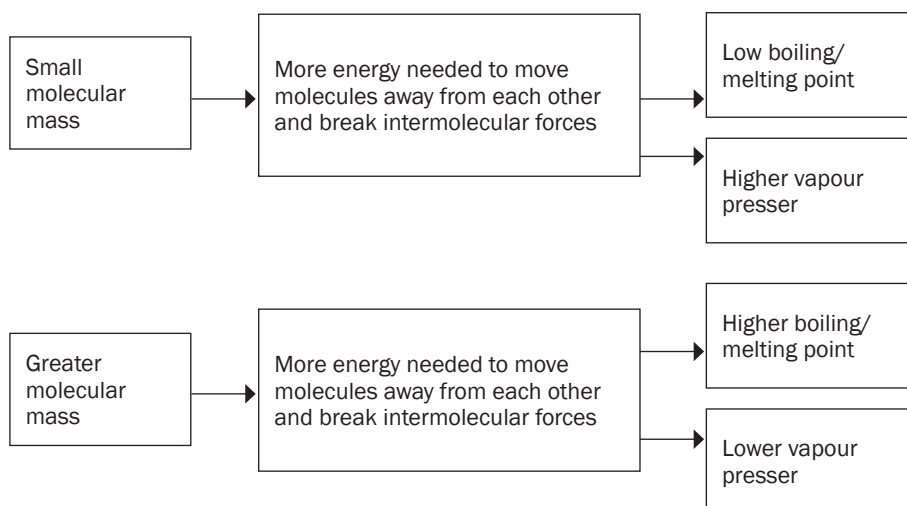 Small
molecular
mass
More energy needed to move
molecules away from each other
and break intermolecular forces
Low boiling/
melting point
Higher vapour
presser
Greater
molecular
mass
More energy needed to move
molecules away from each other
and break intermolecular forces
Higher boiling/
melting point
Lower vapour
presser